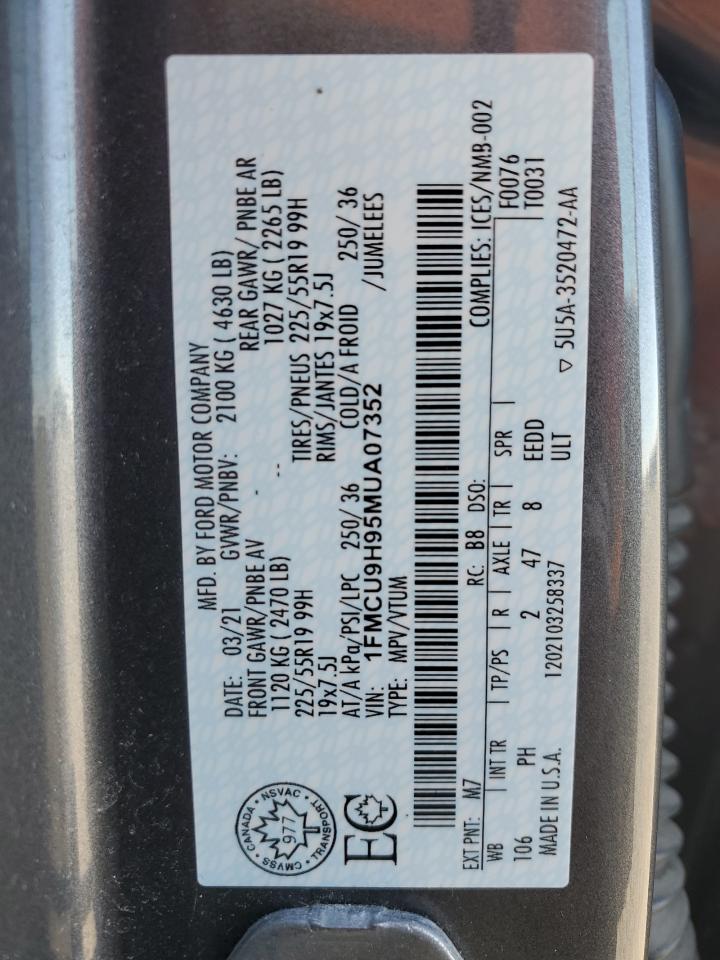 MFD. BY FORD MOTOR COMPANY
DATE: 03/21 GVWR/PNBV: 2100 KG ( 4630 LB)
FRONT GAWR/PNBE AV REAR GAWR/ PNBE AR
1120 KG ( 2470 LB) -- 1027 KG ( 2265 LB)
225/55R19 99H TIRES/PNEUS 225/55R19 99H
19x7.5J RIMS/JANTES 19x7.5J
AT/A kPa/PSI/LPC 250/ 36 COLD/A FROID 250/ 36
VIN: 1FMCU9H95MUA07352 /JUMELEES
TYPE: MPV/VTUM
CANADA • NSVAC • TRANSPORT • CMVSS •
977
EC
EXT PNT: M7 RC: B8 DSO: COMPLIES: ICES/NMB-002
WB INT TR TP/PS R AXLE TR SPR F0076
106 PH 2 47 8 EEDD T0031
MADE IN U.S.A. 1202103258337 ULT
▽ 5U5A-3520472-AA